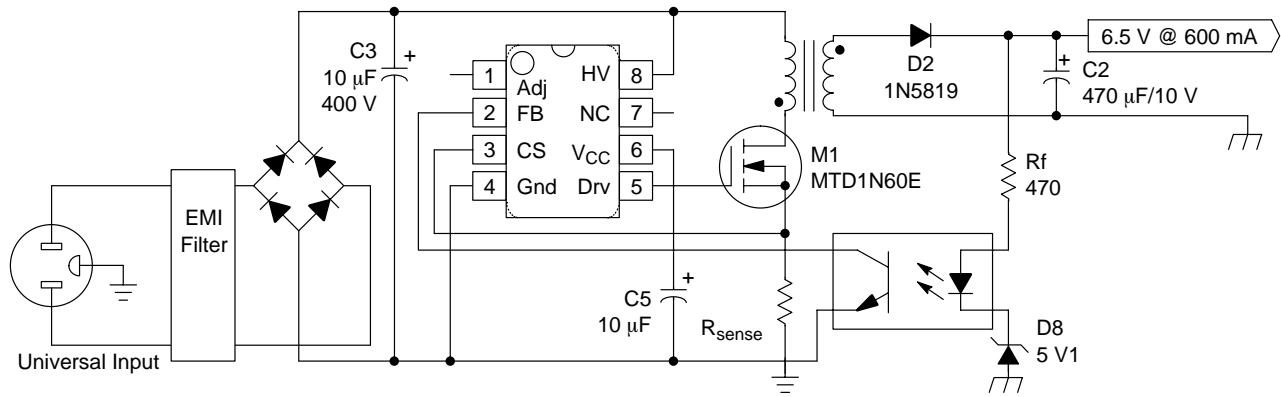 C3
10 μF
400 V
+
1
Adj
HV
8
2
FB
NC
7
3
CS
VCC
6
4
Gnd
Drv
5
M1
MTD1N60E
D2
1N5819
6.5 V @ 600 mA
+
C2
470 μF/10 V
Rf
470
EMI
Filter
Universal Input
C5
10 μF
+
Rsense
D8
5 V1